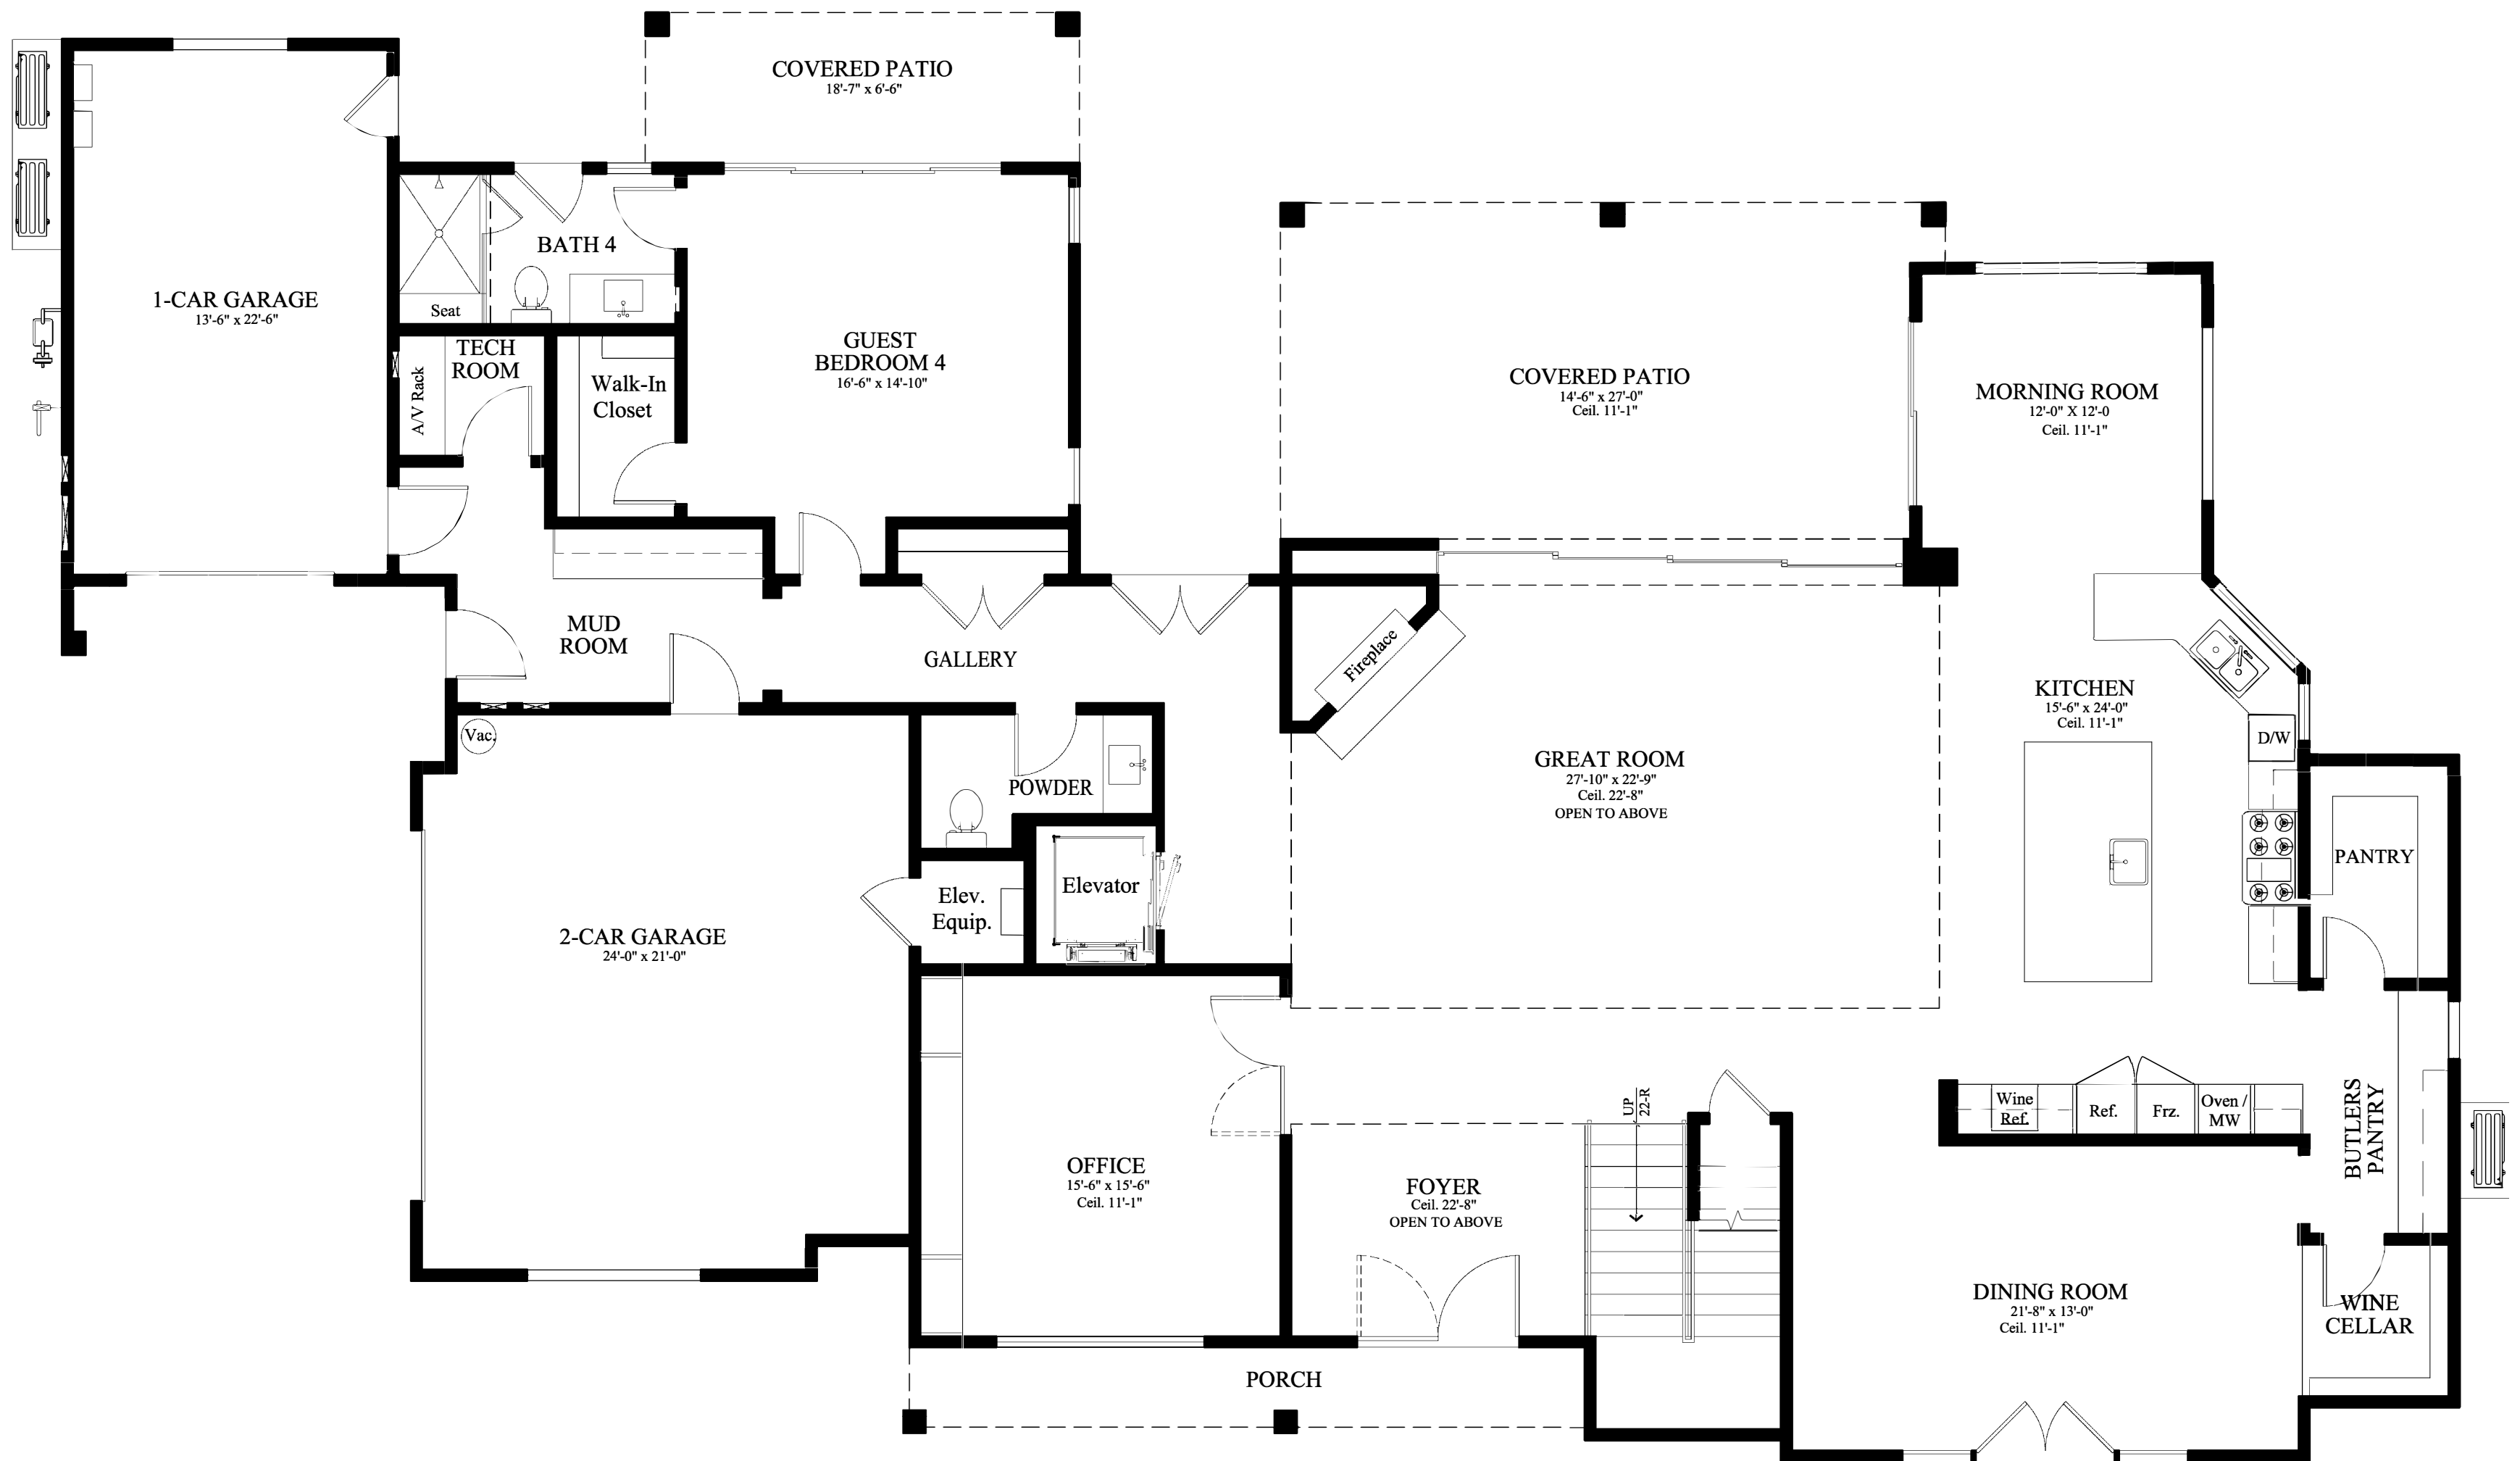 COVERED PATIO
18'-7" x 6'-6"
1-CAR GARAGE
13'-6" x 22'-6"
BATH 4
Seat
TECH
ROOM
A/V Rack
Walk-In
Closet
GUEST
BEDROOM 4
16'-6" x 14'-10"
COVERED PATIO
14'-6" x 27'-0"
Ceil. 11'-1"
MORNING ROOM
12'-0" X 12'-0
Ceil. 11'-1"
MUD
ROOM
GALLERY
Fireplace
KITCHEN
15'-6" x 24'-0"
Ceil. 11'-1"
D/W
Vac.
POWDER
GREAT ROOM
27'-10" x 22'-9"
Ceil. 22'-8"
OPEN TO ABOVE
PANTRY
Elevator
Elev.
Equip.
2-CAR GARAGE
24'-0" x 21'-0"
UP
22-R
Wine
Ref.
Ref.
Frz.
Oven /
MW
BUTLERS
PANTRY
OFFICE
15'-6" x 15'-6"
Ceil. 11'-1"
FOYER
Ceil. 22'-8"
OPEN TO ABOVE
DINING ROOM
21'-8" x 13'-0"
Ceil. 11'-1"
WINE
CELLAR
PORCH